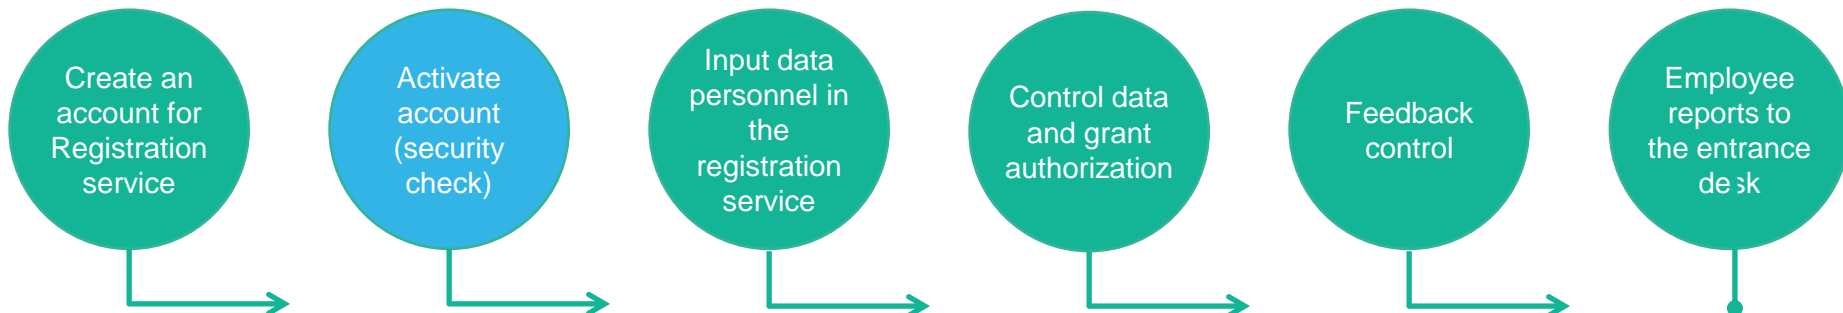 Create an
account for
Registration
service
Activate
account
(security
check)
Input data
personnel in
the
registration
service
Control data
and grant
authorization
Feedback
control
Employee
reports to
the entrance
desk